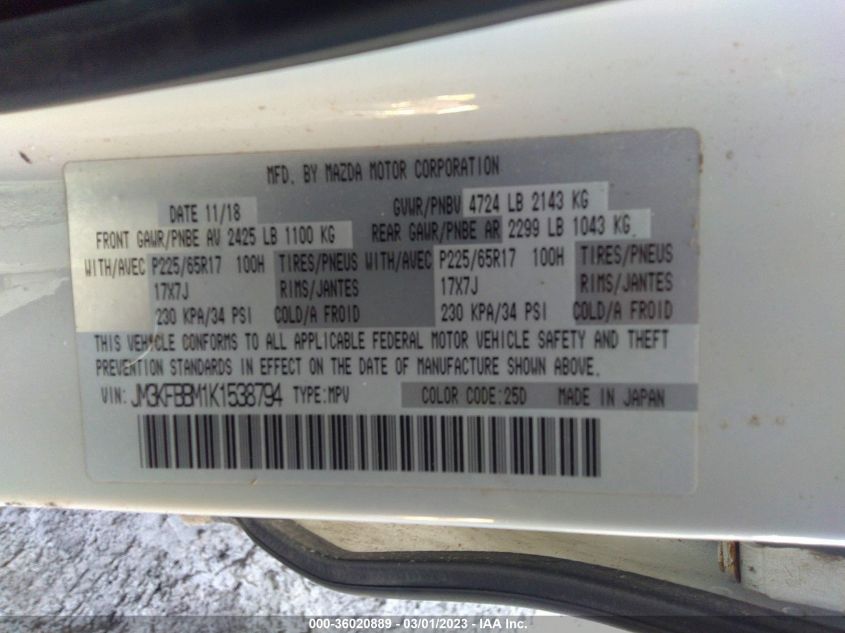 MFD. BY MAZDA MOTOR CORPORATION
DATE 11/18 GVWR/PNBV 4724 LB 2143 KG
FRONT GAWR/PNBE AV 2425 LB 1100 KG REAR GAWR/PNBE AR 2299 LB 1043 KG
WITH/AVEC P225/65R17 100H TIRES/PNEUS WITH/AVEC P225/65R17 100H TIRES/PNEUS
17X7J RIMS/JANTES 17X7J RIMS/JANTES
230 KPA/34 PSI COLD/A FROID 230 KPA/34 PSI COLD/A FROID
THIS VEHICLE CONFORMS TO ALL APPLICABLE FEDERAL MOTOR VEHICLE SAFETY AND THEFT
PREVENTION STANDARDS IN EFFECT ON THE DATE OF MANUFACTURE SHOWN ABOVE.
VIN: JM3KFBBM1K1538794 TYPE:MPV COLOR CODE:25D MADE IN JAPAN
000-36020889 - 03/01/2023 - IAA Inc.